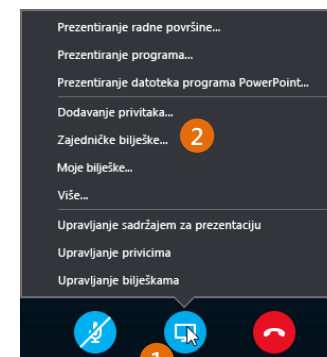 Prezentiranje radne površine...
Prezentiranje programa...
Prezentiranje datoteka programa PowerPoint...
Dodavanje privitaka...
Zajedničke bilješke... 2
Moje bilješke...
Više...
Upravljanje sadržajem za prezentaciju
Upravljanje privicima
Upravljanje bilješkama
1